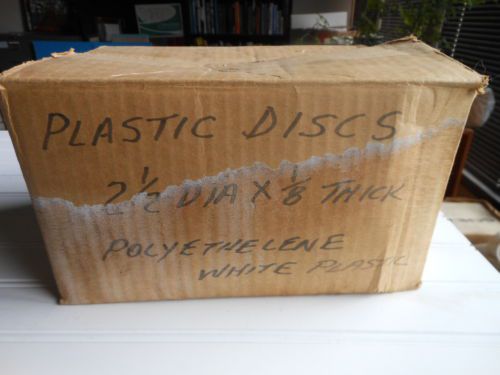 PLASTIC DISCS
2 1/2 DIA X 1/8 THICK
POLYETHELENE
WHITE PLASTIC